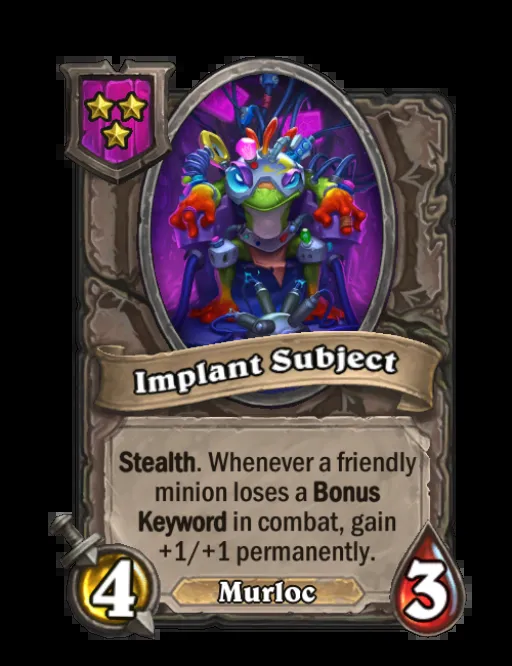 Implant Subject
Stealth. Whenever a friendly
minion loses a Bonus
Keyword in combat, gain
+1/+1 permanently.
4
Murloc
3